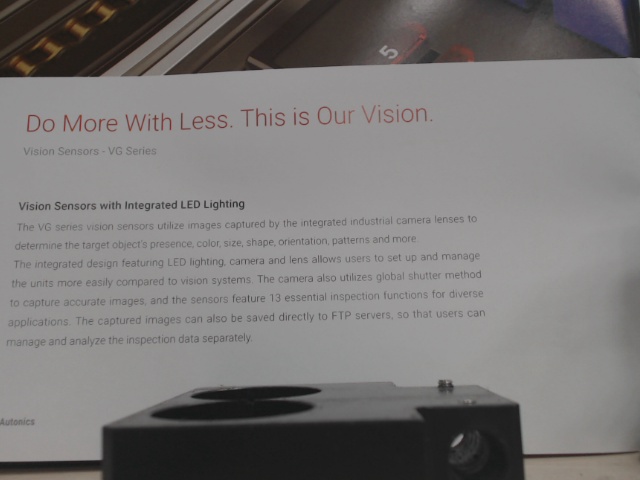 5
Do More With Less. This is Our Vision.
Vision Sensors - VG Series
Vision Sensors with Integrated LED Lighting
The VG series vision sensors utilize images captured by the integrated industrial camera lenses to
determine the target object's presence, color, size, shape, orientation, patterns and more.
The integrated design featuring LED lighting, camera and lens allows users to set up and manage
the units more easily compared to vision systems. The camera also utilizes global shutter method
to capture accurate images, and the sensors feature 13 essential inspection functions for diverse
applications. The captured images can also be saved directly to FTP servers, so that users can
manage and analyze the inspection data separately.
Autonics